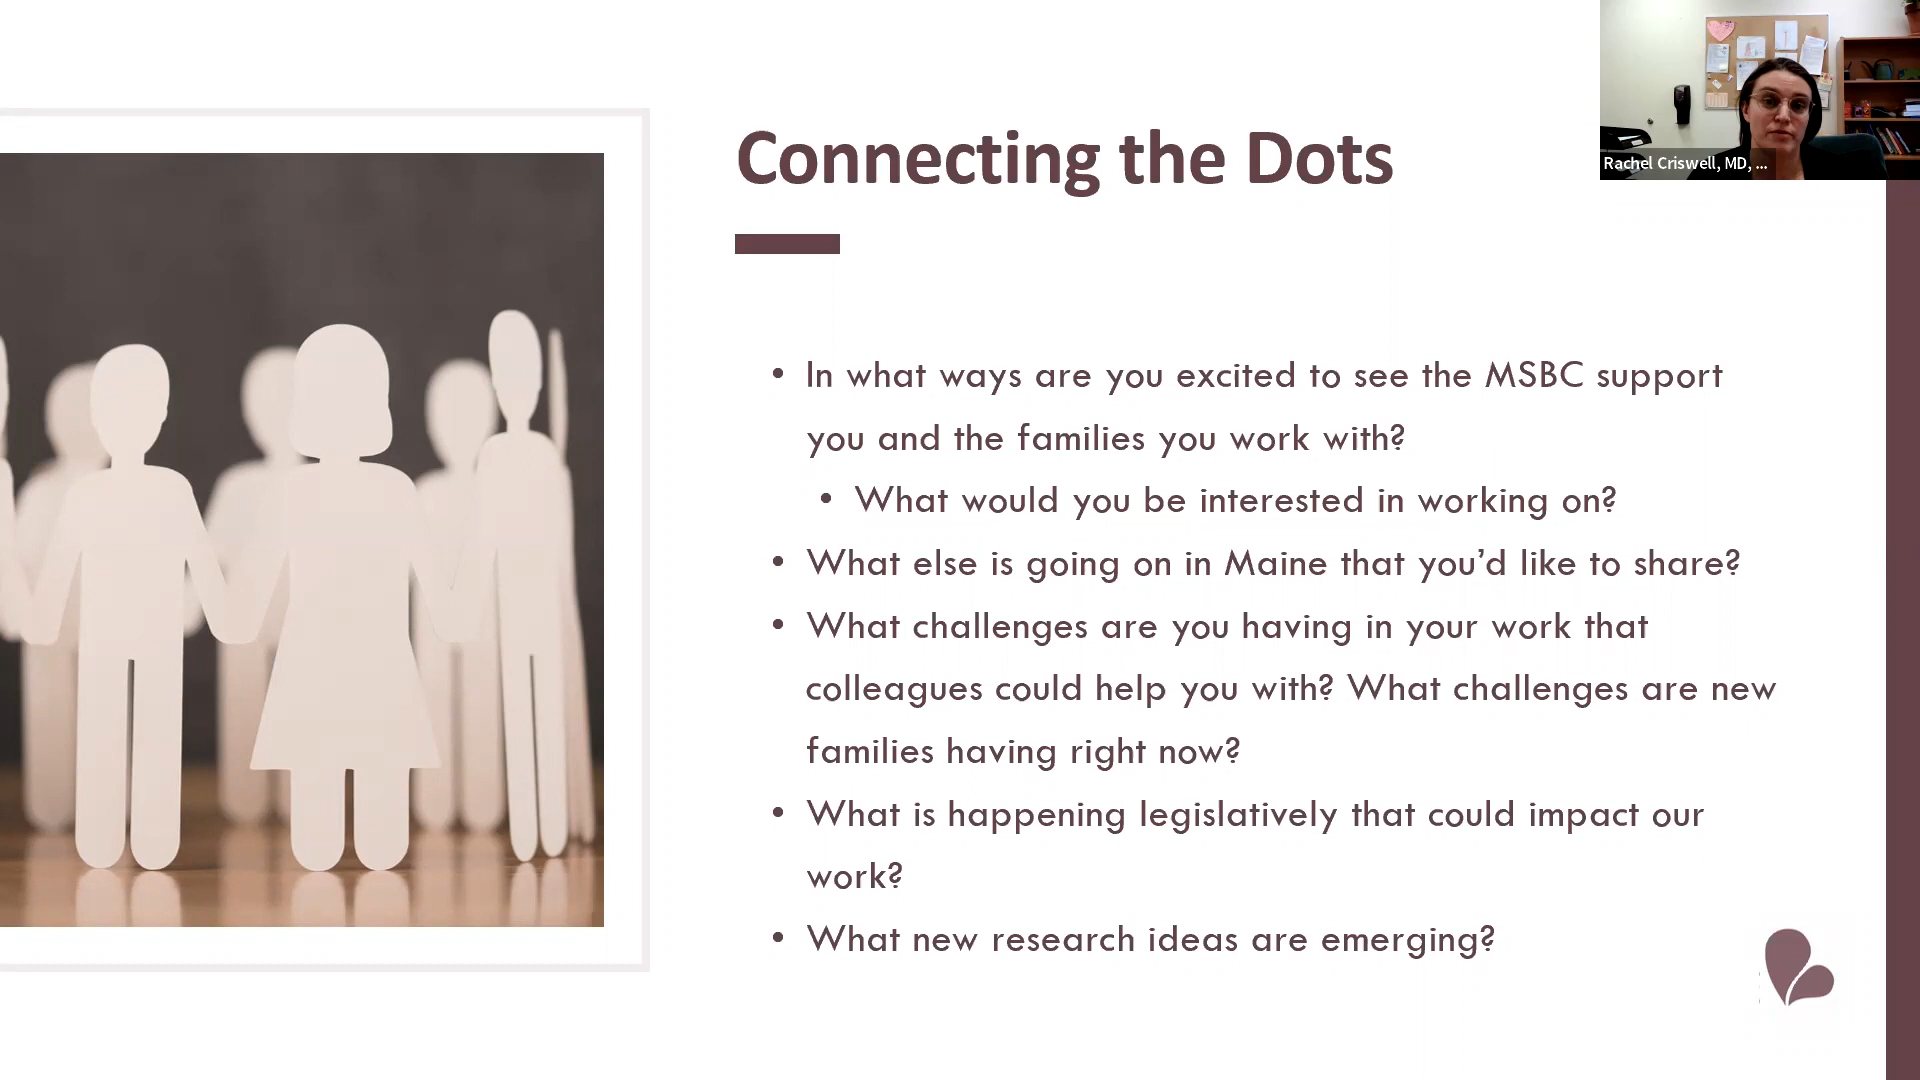 Connecting the Dots
Rachel Criswell, MD, ...
• In what ways are you excited to see the MSBC support
you and the families you work with?
• What would you be interested in working on?
• What else is going on in Maine that you’d like to share?
• What challenges are you having in your work that
colleagues could help you with? What challenges are new
families having right now?
• What is happening legislatively that could impact our
work?
• What new research ideas are emerging?